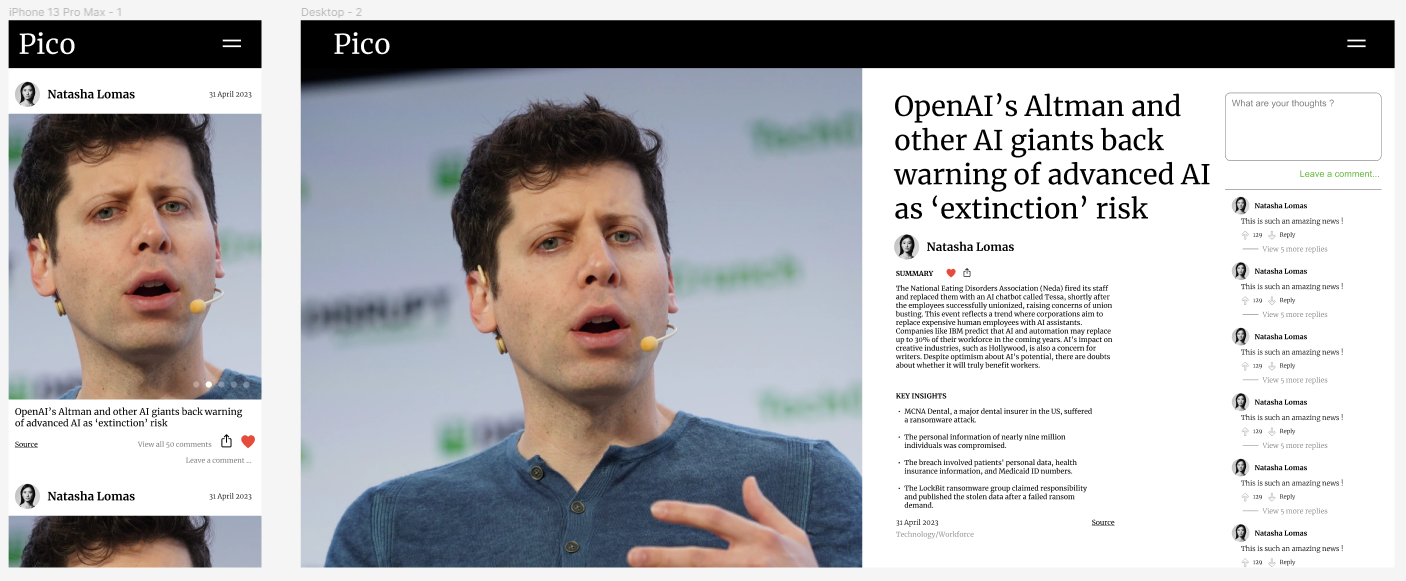 iPhone 13 Pro Max - 1
Pico
Natasha Lomas
31 April 2023
OpenAI’s Altman and other AI giants back warning
of advanced AI as ‘extinction’ risk
Source
View all 50 comments
Leave a comment ...
Natasha Lomas
31 April 2023
Desktop - 2
Pico
DISRUPT
TechC
Crunch
OpenAI’s Altman and
other AI giants back
warning of advanced AI
as ‘extinction’ risk
Natasha Lomas
SUMMARY
The National Eating Disorders Association (Neda) fired its staff
and replaced them with an AI chatbot called Tessa, shortly after
the employees successfully unionized, raising concerns of union
busting. This event reflects a trend where corporations aim to
replace expensive human employees with AI assistants.
Companies like IBM predict that AI and automation may replace
up to 30% of their workforce in the coming years. AI’s impact on
creative industries, such as Hollywood, is also a concern for
writers. Despite optimism about AI’s potential, there are doubts
about whether it will truly benefit workers.
KEY INSIGHTS
· MCNA Dental, a major dental insurer in the US, suffered
a ransomware attack.
· The personal information of nearly nine million
individuals was compromised.
· The breach involved patients’ personal data, health
insurance information, and Medicaid ID numbers.
· The LockBit ransomware group claimed responsibility
and published the stolen data after a failed ransom
demand.
31 April 2023
Source
Technology/Workforce
What are your thoughts ?
Leave a comment...
Natasha Lomas
This is such an amazing news !
129 Reply
View 5 more replies
Natasha Lomas
This is such an amazing news !
129 Reply
View 5 more replies
Natasha Lomas
This is such an amazing news !
129 Reply
View 5 more replies
Natasha Lomas
This is such an amazing news !
129 Reply
View 5 more replies
Natasha Lomas
This is such an amazing news !
129 Reply
View 5 more replies
Natasha Lomas
This is such an amazing news !
129 Reply